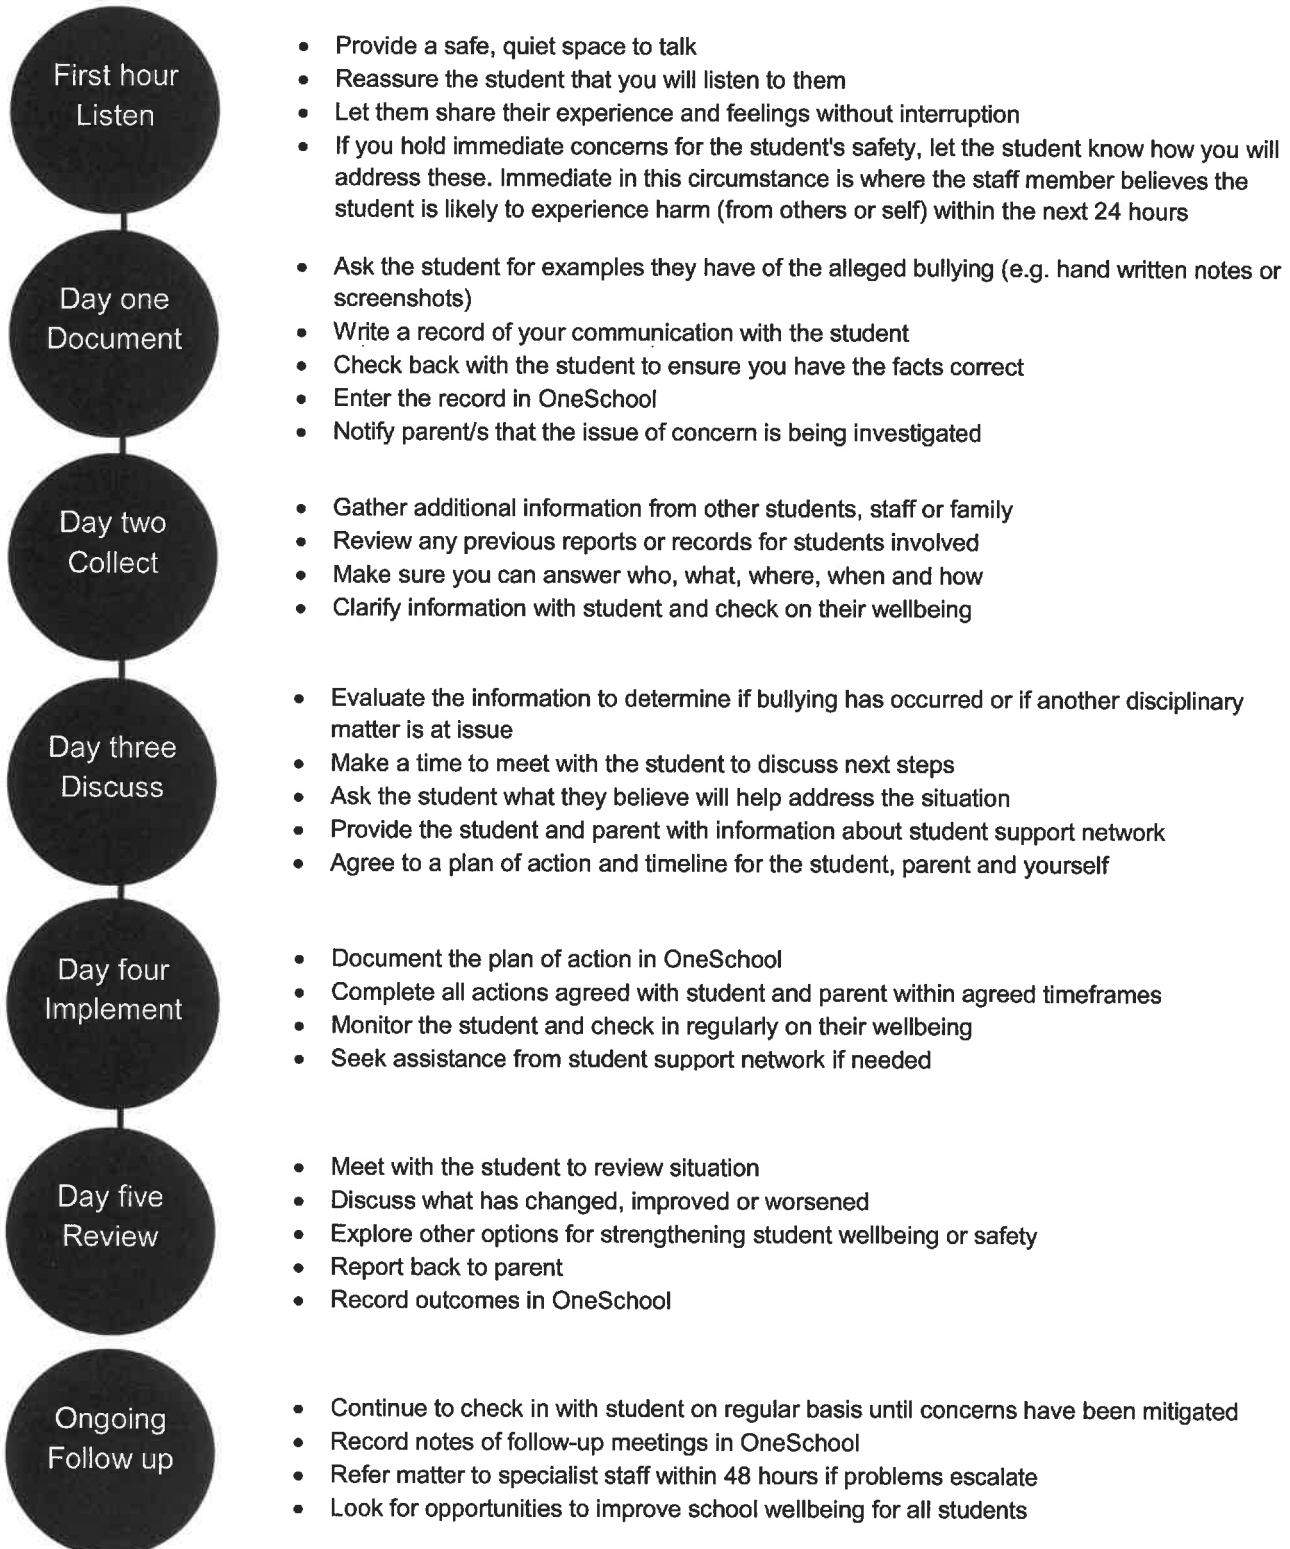 First hour
Listen
• Provide a safe, quiet space to talk
• Reassure the student that you will listen to them
• Let them share their experience and feelings without interruption
• If you hold immediate concerns for the student's safety, let the student know how you will
address these. Immediate in this circumstance is where the staff member believes the
student is likely to experience harm (from others or self) within the next 24 hours
Day one
Document
• Ask the student for examples they have of the alleged bullying (e.g. hand written notes or
screenshots)
• Write a record of your communication with the student
• Check back with the student to ensure you have the facts correct
• Enter the record in OneSchool
• Notify parent/s that the issue of concern is being investigated
Day two
Collect
• Gather additional information from other students, staff or family
• Review any previous reports or records for students involved
• Make sure you can answer who, what, where, when and how
• Clarify information with student and check on their wellbeing
Day three
Discuss
• Evaluate the information to determine if bullying has occurred or if another disciplinary
matter is at issue
• Make a time to meet with the student to discuss next steps
• Ask the student what they believe will help address the situation
• Provide the student and parent with information about student support network
• Agree to a plan of action and timeline for the student, parent and yourself
Day four
Implement
• Document the plan of action in OneSchool
• Complete all actions agreed with student and parent within agreed timeframes
• Monitor the student and check in regularly on their wellbeing
• Seek assistance from student support network if needed
Day five
Review
• Meet with the student to review situation
• Discuss what has changed, improved or worsened
• Explore other options for strengthening student wellbeing or safety
• Report back to parent
• Record outcomes in OneSchool
Ongoing
Follow up
• Continue to check in with student on regular basis until concerns have been mitigated
• Record notes of follow-up meetings in OneSchool
• Refer matter to specialist staff within 48 hours if problems escalate
• Look for opportunities to improve school wellbeing for all students